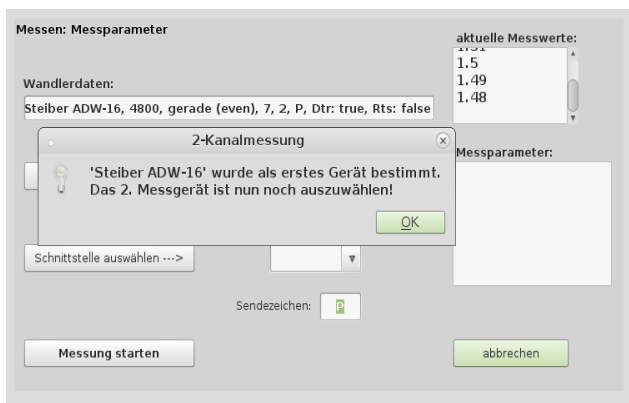 Messen: Messparameter
aktuelle Messwerte:
1.51
1.5
1.49
1.48
Wandlerdaten:
Steiber ADW-16, 4800, gerade (even), 7, 2, P, Dtr: true, Rts: false
2-Kanalmessung
'Steiber ADW-16' wurde als erstes Gerät bestimmt.
Das 2. Messgerät ist nun noch auszuwählen!
OK
Messparameter:
Schnittstelle auswählen --->
Sendezeichen:
P
Messung starten
abbrechen